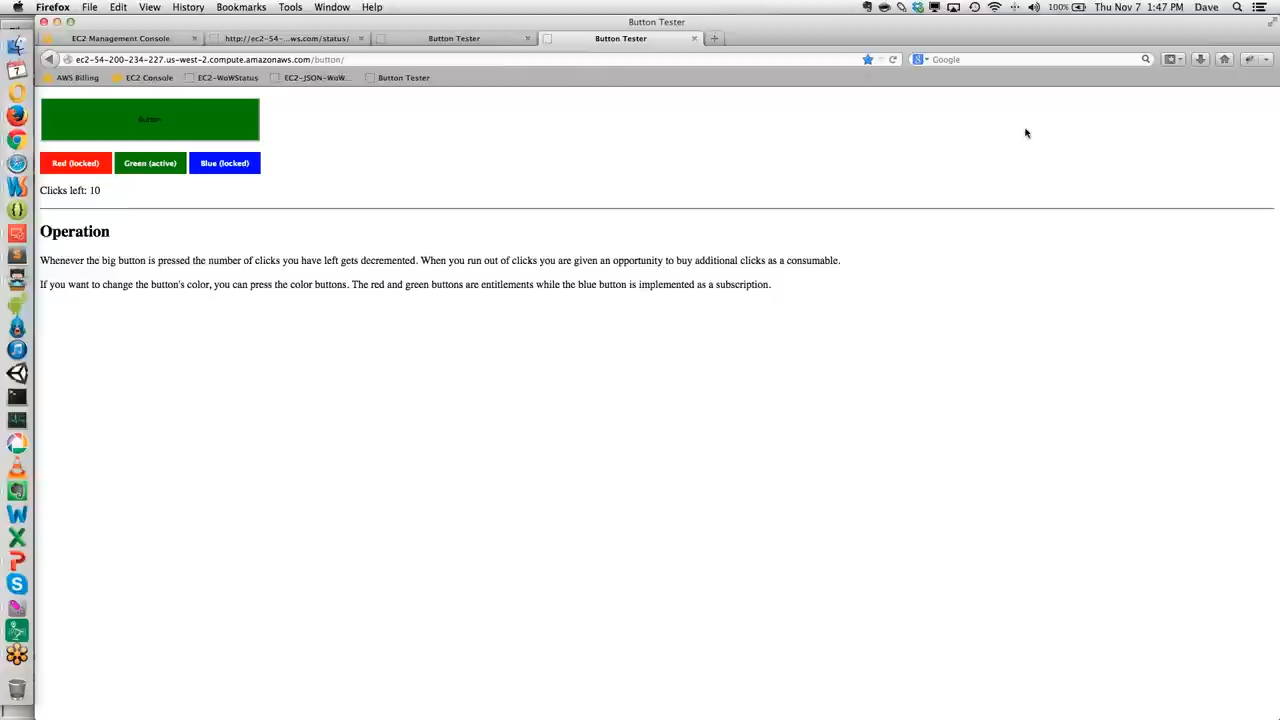 Firefox File Edit View History Bookmarks Tools Window Help 100% Thu Nov 7 1:47 PM Dave
Button Tester
EC2 Management Console http://ec2-54-...ws.com/status/ Button Tester Button Tester
ec2-54-200-234-227.us-west-2.compute.amazonaws.com/button/ Google
AWS Billing EC2 Console EC2-WoWStatus EC2-JSON-WoW... Button Tester
Button
Red (locked) Green (active) Blue (locked)
Clicks left: 10
Operation
Whenever the big button is pressed the number of clicks you have left gets decremented. When you run out of clicks you are given an opportunity to buy additional clicks as a consumable.
If you want to change the button's color, you can press the color buttons. The red and green buttons are entitlements while the blue button is implemented as a subscription.